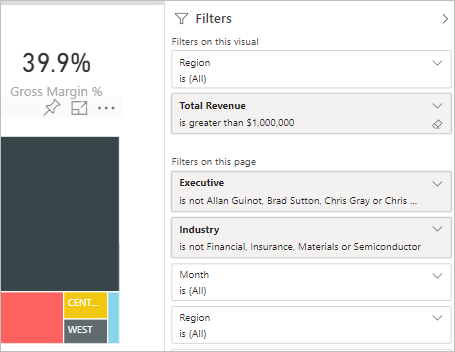 39.9%
Gross Margin %
CENT...
WEST
Filters
Filters on this visual
Region
is (All)
Total Revenue
is greater than $1,000,000
Filters on this page
Executive
is not Allan Guinot, Brad Sutton, Chris Gray or Chris ...
Industry
is not Financial, Insurance, Materials or Semiconductor
Month
is (All)
Region
is (All)